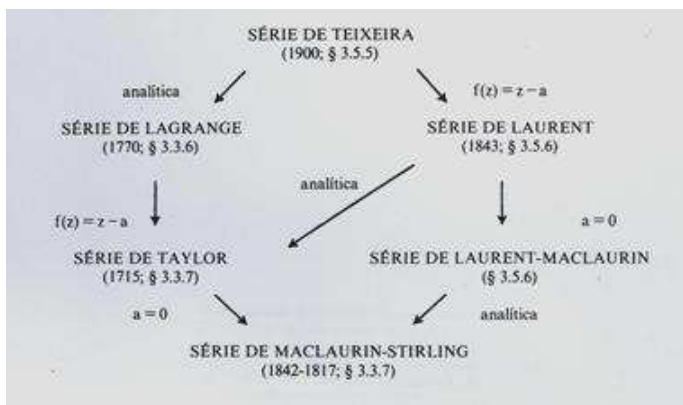 SÉRIE DE TEIXEIRA
(1900; § 3.5.5)
analítica
f(z) = z – a
SÉRIE DE LAGRANGE
(1770; § 3.3.6)
SÉRIE DE LAURENT
(1843; § 3.5.6)
analítica
f(z) = z – a
a = 0
SÉRIE DE TAYLOR
(1715; § 3.3.7)
SÉRIE DE LAURENT-MACLAURIN
(§ 3.5.6)
a = 0
analítica
SÉRIE DE MACLAURIN-STIRLING
(1842-1817; § 3.3.7)